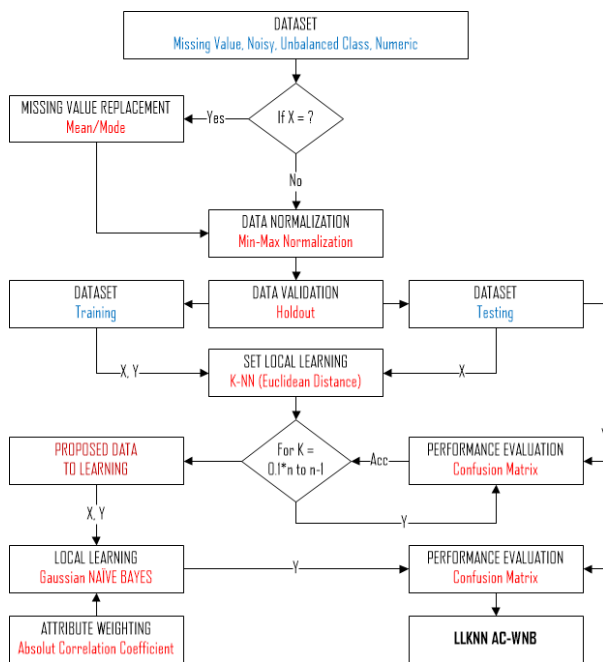 DATASET
Missing Value, Noisy, Unbalanced Class, Numeric
MISSING VALUE REPLACEMENT
Mean/Mode
Yes
If X = ?
No
DATA NORMALIZATION
Min-Max Normalization
DATASET
Training
DATA VALIDATION
Holdout
DATASET
Testing
X, Y
SET LOCAL LEARNING
K-NN (Euclidean Distance)
X
Y
PROPOSED DATA
TO LEARNING
For K =
0.1*n to n-1
Acc
PERFORMANCE EVALUATION
Confusion Matrix
Y
X, Y
LOCAL LEARNING
Gaussian NAÏVE BAYES
Y
PERFORMANCE EVALUATION
Confusion Matrix
ATTRIBUTE WEIGHTING
Absolut Correlation Coefficient
LLKNN AC-WNB